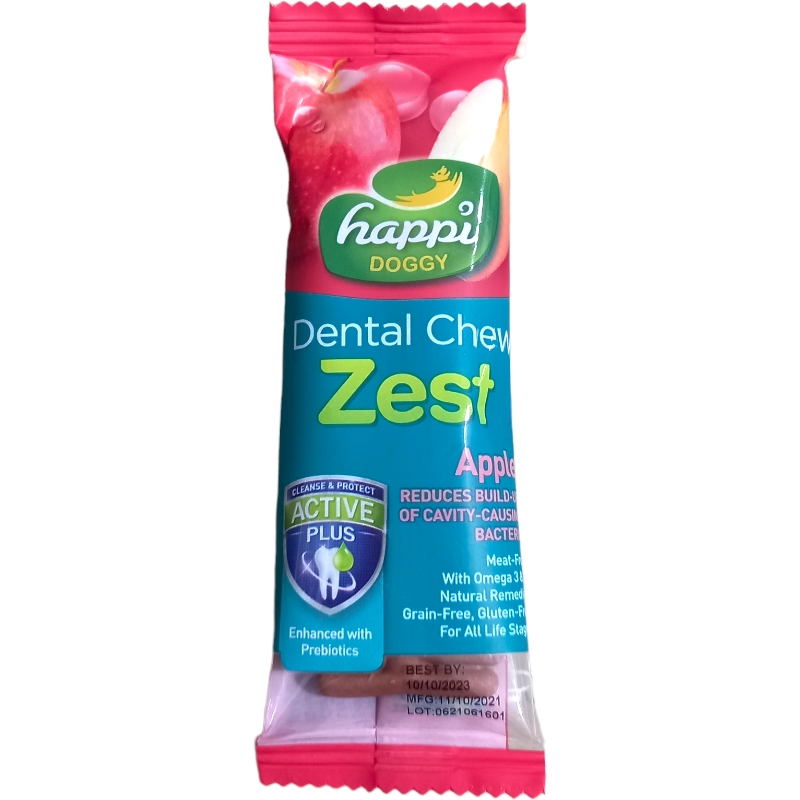 happi
DOGGY
Dental Chew
Zest
Apple
REDUCES BUILD-U
OF CAVITY-CAUSIN
BACTER
CLEANSE & PROTECT
ACTIVE
PLUS
Meat-Fr
With Omega 3 &
Natural Remedi
Grain-Free, Gluten-Fr
For All Life Stag
Enhanced with
Prebiotics
BEST BY:
10/10/2023
MFG:11/10/2021
LOT:0621061601